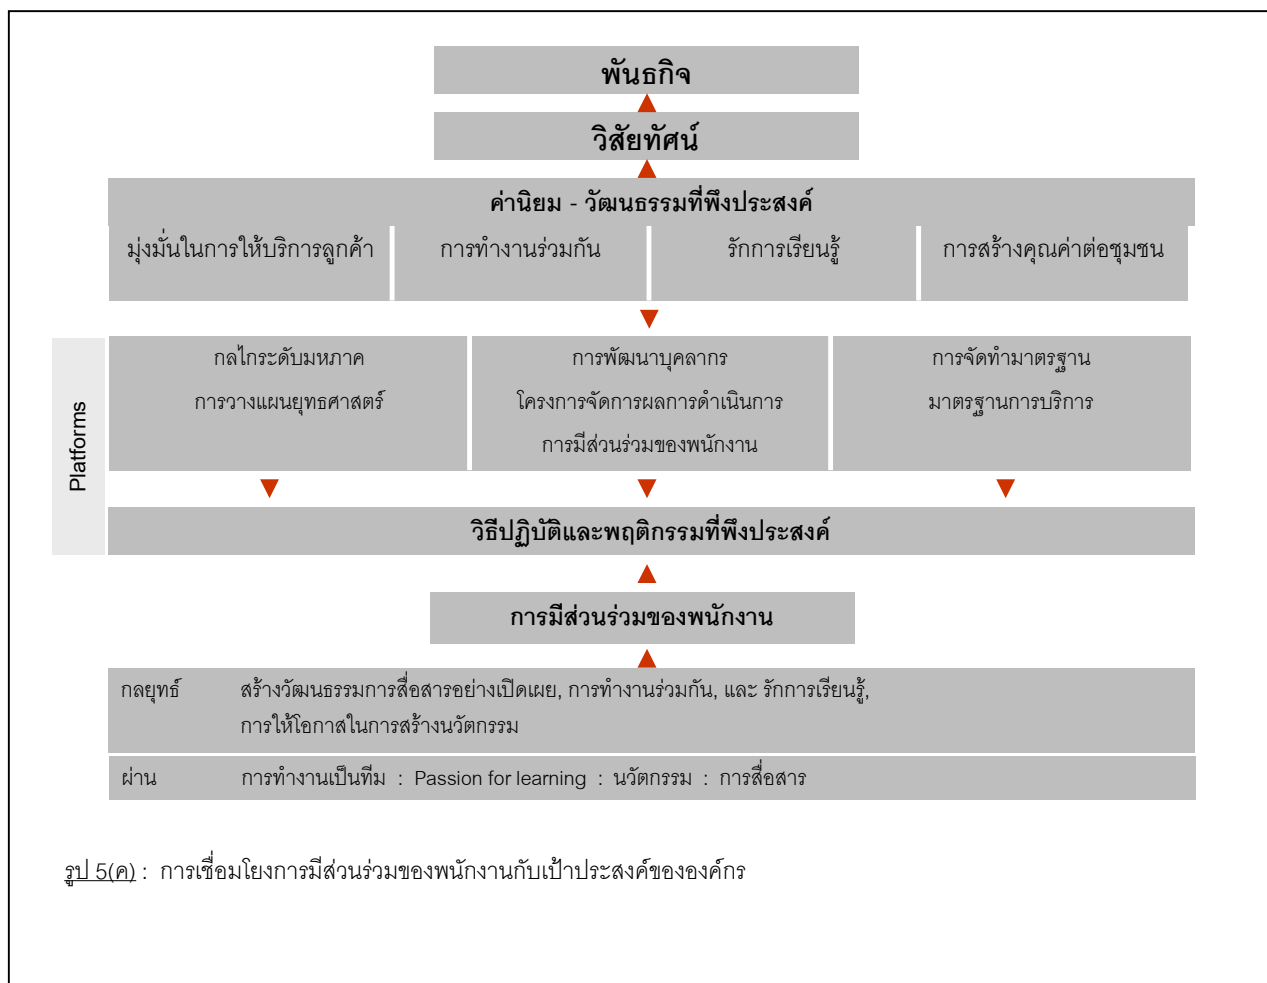 พันธกิจ
วิสัยทัศน์
ค่านิยม - วัฒนธรรมที่พึงประสงค์
มุ่งมั่นในการให้บริการลูกค้า
การทำงานร่วมกัน
รักการเรียนรู้
การสร้างคุณค่าต่อชุมชน
Platforms
กลไกระดับมหภาค
การวางแผนยุทธศาสตร์
การพัฒนาบุคลากร
โครงการจัดการผลการดำเนินการ
การมีส่วนร่วมของพนักงาน
การจัดทำมาตรฐาน
มาตรฐานการบริการ
วิธีปฏิบัติและพฤติกรรมที่พึงประสงค์
การมีส่วนร่วมของพนักงาน
กลยุทธ์ สร้างวัฒนธรรมการสื่อสารอย่างเปิดเผย, การทำงานร่วมกัน, และ รักการเรียนรู้,
การให้โอกาสในการสร้างนวัตกรรม
ผ่าน การทำงานเป็นทีม : Passion for learning : นวัตกรรม : การสื่อสาร
รูป 5(ค) : การเชื่อมโยงการมีส่วนร่วมของพนักงานกับเป้าประสงค์ขององค์กร